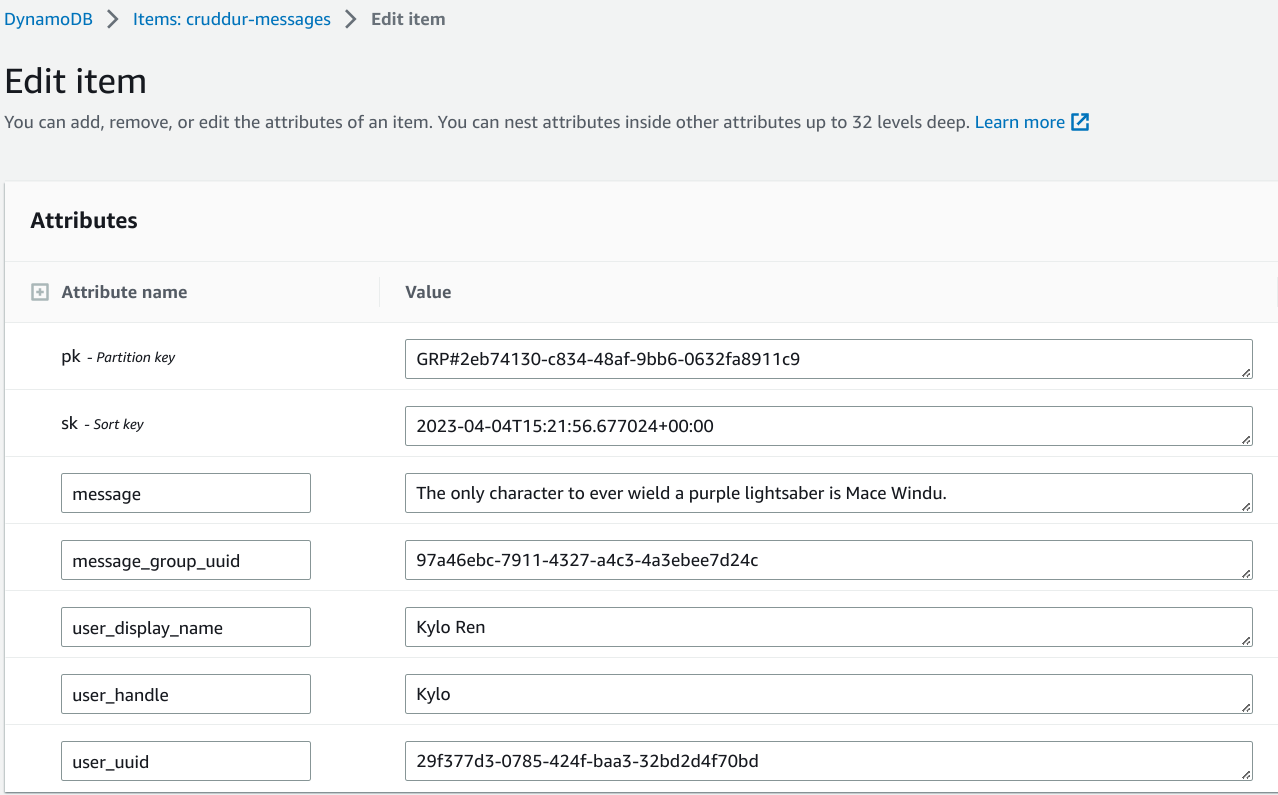 DynamoDB > Items: cruddur-messages > Edit item
Edit item
You can add, remove, or edit the attributes of an item. You can nest attributes inside other attributes up to 32 levels deep. Learn more
Attributes
Attribute name Value
pk - Partition key GRP#2eb74130-c834-48af-9bb6-0632fa8911c9
sk - Sort key 2023-04-04T15:21:56.677024+00:00
message The only character to ever wield a purple lightsaber is Mace Windu.
message_group_uuid 97a46ebc-7911-4327-a4c3-4a3ebee7d24c
user_display_name Kylo Ren
user_handle Kylo
user_uuid 29f377d3-0785-424f-baa3-32bd2d4f70bd